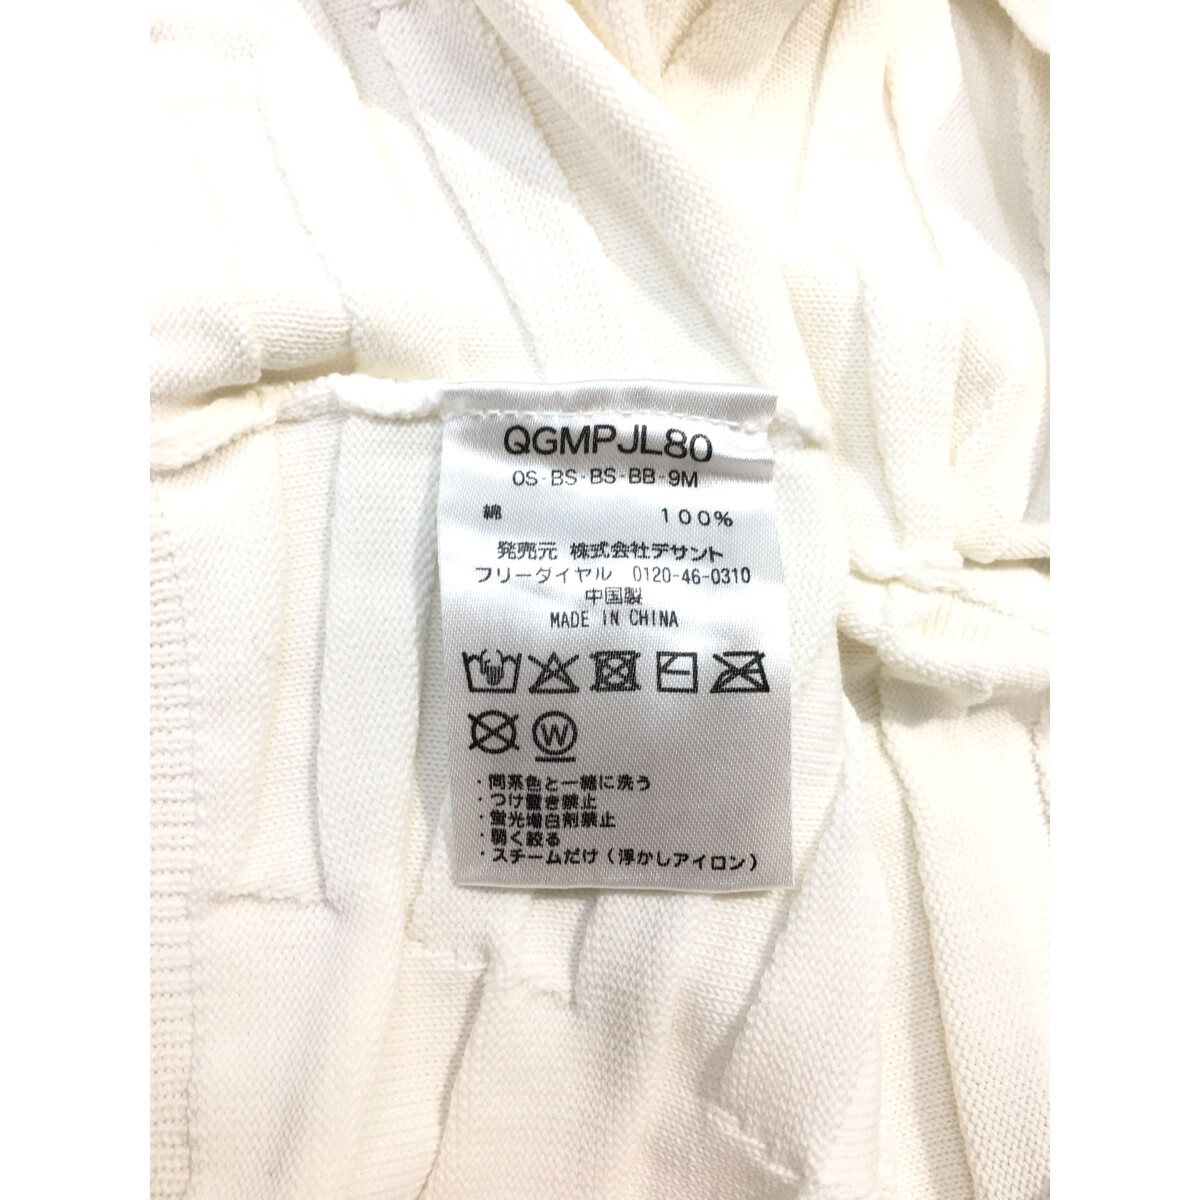 QGMPJL80
OS-BS-BS-BB-9M
綿 100%
発売元 株式会社デサント
フリーダイヤル 0120-46-0310
中国製
MADE IN CHINA
W
・同系色と一緒に洗う
・つけ置き禁止
・蛍光増白剤禁止
・弱く絞る
・スチームだけ(浮かしアイロン)